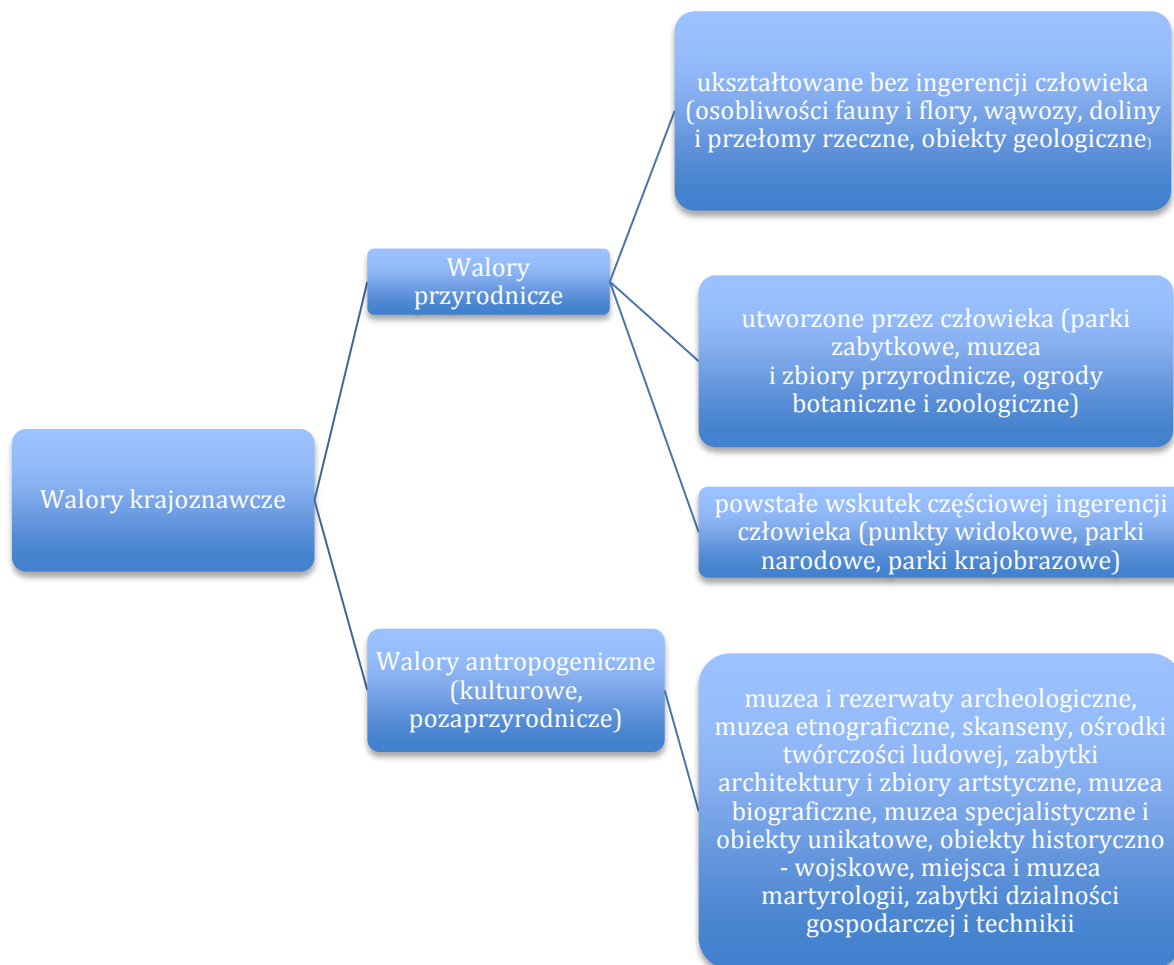 ukształtowane bez ingerencji człowieka
(osobliwości fauny i flory, wąwozy, doliny
i przełomy rzeczne, obiekty geologiczne)
Walory
przyrodnicze
utworzone przez człowieka (parki
zabytkowe, muzea
i zbiory przyrodnicze, ogrody
botaniczne i zoologiczne)
Walory krajoznawcze
powstałe wskutek częściowej ingerencji
człowieka (punkty widokowe, parki
narodowe, parki krajobrazowe)
Walory antropogeniczne
(kulturowe,
pozaprzyrodnicze)
muzea i rezerwaty archeologiczne,
muzea etnograficzne, skanseny, ośrodki
twórczości ludowej, zabytki
architektury i zbiory artstyczne, muzea
biograficzne, muzea specjalistyczne i
obiekty unikatowe, obiekty historyczno
- wojskowe, miejsca i muzea
martyrologii, zabytki dzialności
gospodarczej i technikii